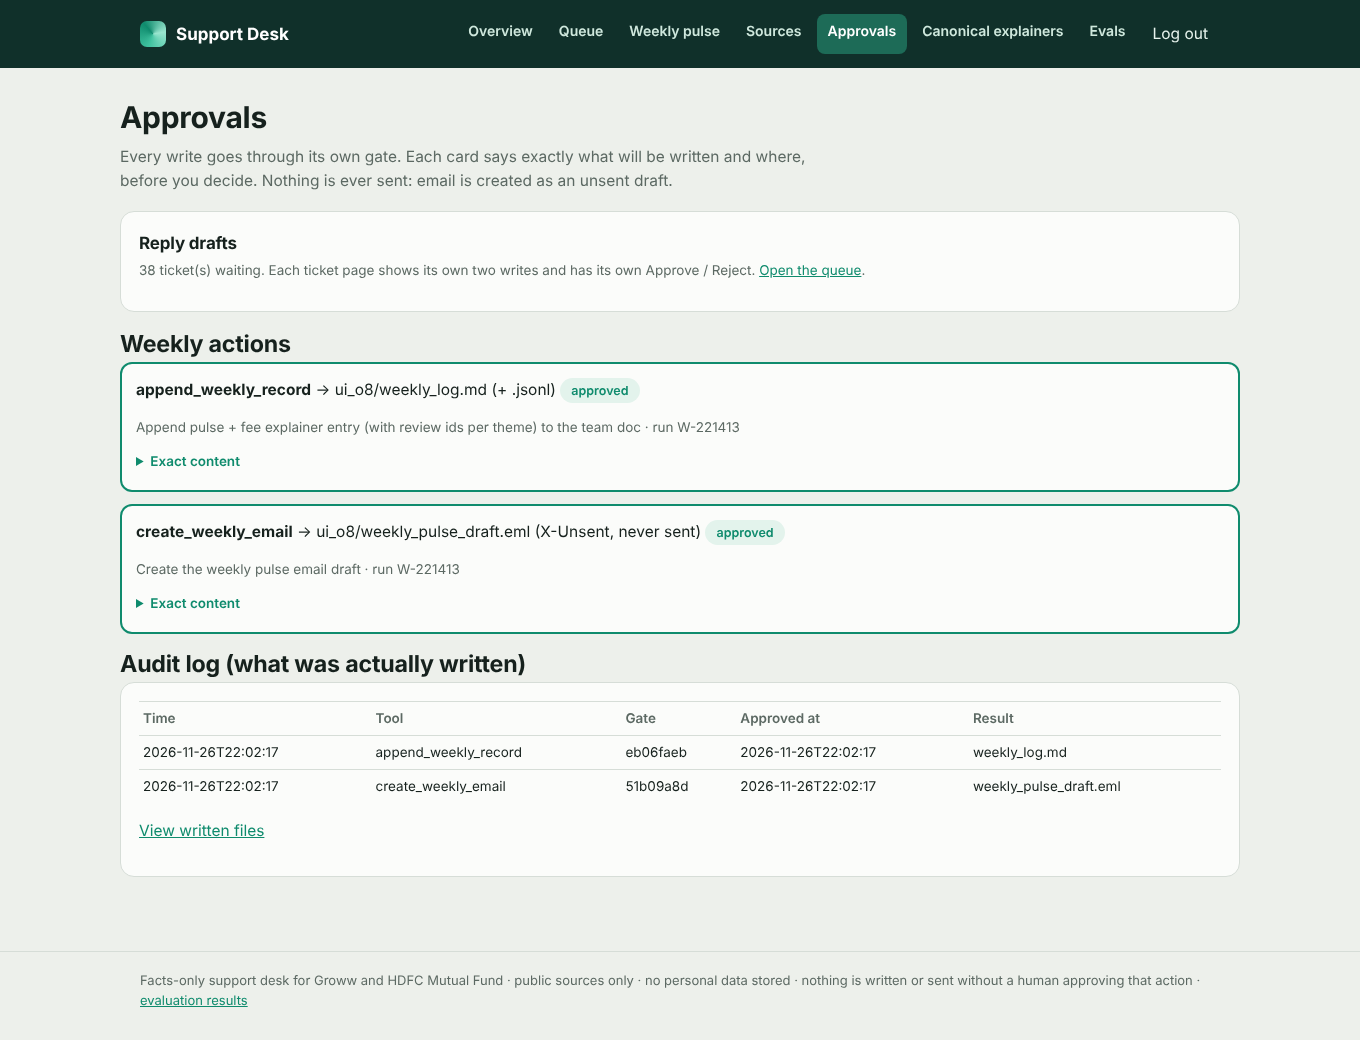 Support Desk
Overview
Queue
Weekly pulse
Sources
Approvals
Canonical explainers
Evals
Log out
Approvals
Every write goes through its own gate. Each card says exactly what will be written and where,
before you decide. Nothing is ever sent: email is created as an unsent draft.
Reply drafts
38 ticket(s) waiting. Each ticket page shows its own two writes and has its own Approve / Reject. Open the queue.
Weekly actions
append_weekly_record → ui_o8/weekly_log.md (+ .jsonl) approved
Append pulse + fee explainer entry (with review ids per theme) to the team doc · run W-221413
▶ Exact content
create_weekly_email → ui_o8/weekly_pulse_draft.eml (X-Unsent, never sent) approved
Create the weekly pulse email draft · run W-221413
▶ Exact content
Audit log (what was actually written)
Time Tool Gate Approved at Result
2026-11-26T22:02:17 append_weekly_record eb06faeb 2026-11-26T22:02:17 weekly_log.md
2026-11-26T22:02:17 create_weekly_email 51b09a8d 2026-11-26T22:02:17 weekly_pulse_draft.eml
View written files
Facts-only support desk for Groww and HDFC Mutual Fund · public sources only · no personal data stored · nothing is written or sent without a human approving that action ·
evaluation results